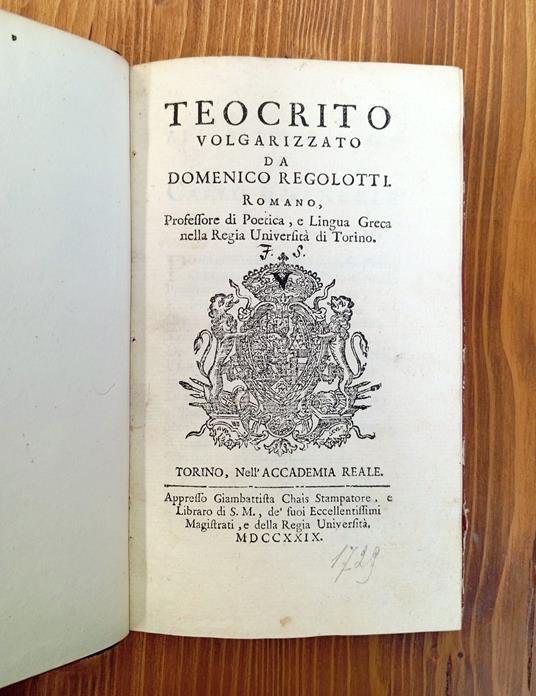 TEOCRITO
VOLGARIZZATO
DA
DOMENICO REGOLOTTI.
ROMANO,
Profeſſore di Poetica, e Lingua Greca
nella Regia Univerſità di Torino.
F. S.
TORINO, Nell'ACCADEMIA REALE.
Appreſſo Giambattiſta Chais Stampatore, e
Libraro di S. M., de' ſuoi Eccellentiſſimi
Magiſtrati, e della Regia Univerſità.
MDCCXXIX.
1729